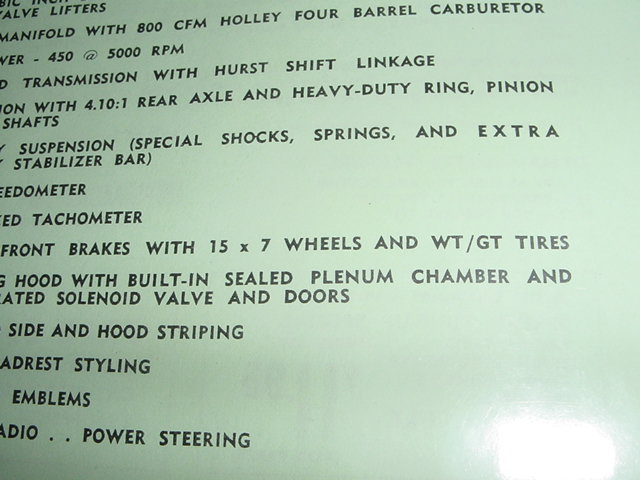 BIC INCH
VALVE LIFTERS
MANIFOLD WITH 800 CFM HOLLEY FOUR BARREL CARBURETOR
WER - 450 @ 5000 RPM
D TRANSMISSION WITH HURST SHIFT LINKAGE
ION WITH 4.10:1 REAR AXLE AND HEAVY-DUTY RING, PINION
SHAFTS
Y SUSPENSION (SPECIAL SHOCKS, SPRINGS, AND EXTRA
Y STABILIZER BAR)
EEDOMETER
ED TACHOMETER
FRONT BRAKES WITH 15 x 7 WHEELS AND WT/GT TIRES
G HOOD WITH BUILT-IN SEALED PLENUM CHAMBER AND
ATED SOLENOID VALVE AND DOORS
SIDE AND HOOD STRIPING
ADREST STYLING
EMBLEMS
ADIO . . POWER STEERING